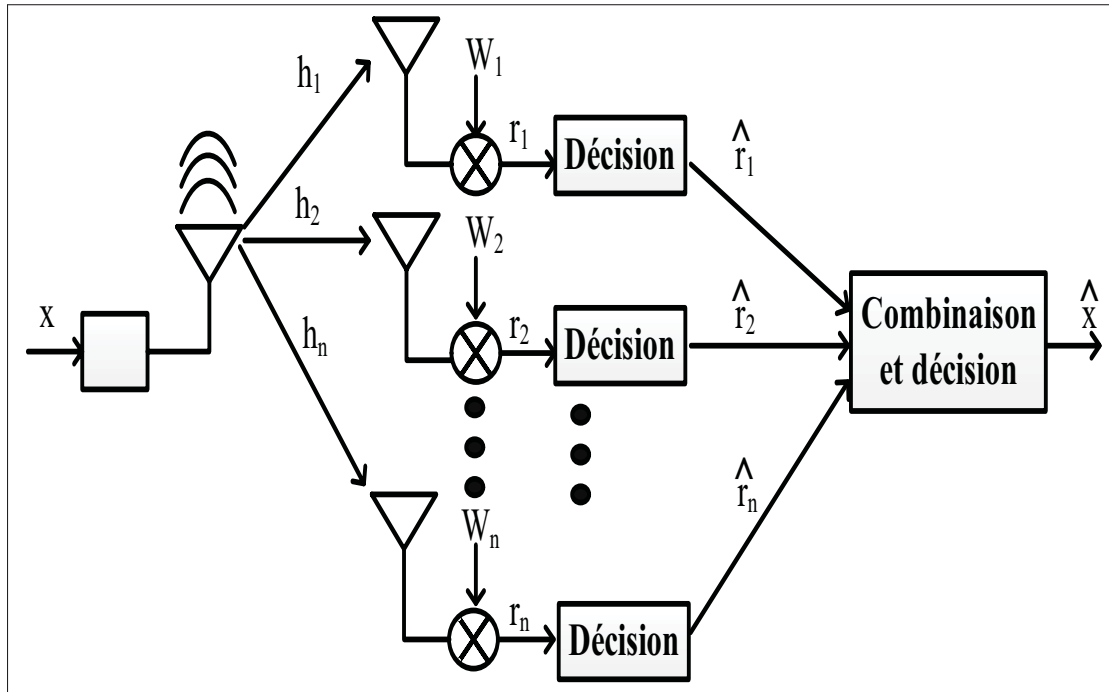 W₁
h₁
r₁
Décision
r̂₁
h₂
W₂
x
hₙ
r₂
Décision
r̂₂
Combinaison
et décision
x̂
r̂ₙ
Wₙ
rₙ
Décision